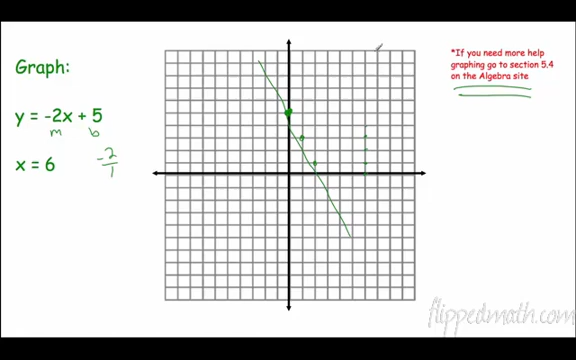 Graph:
*If you need more help
graphing go to section 5.4
on the Algebra site
y = -2x + 5
m b
x = 6
-2
1
flippedmath.com